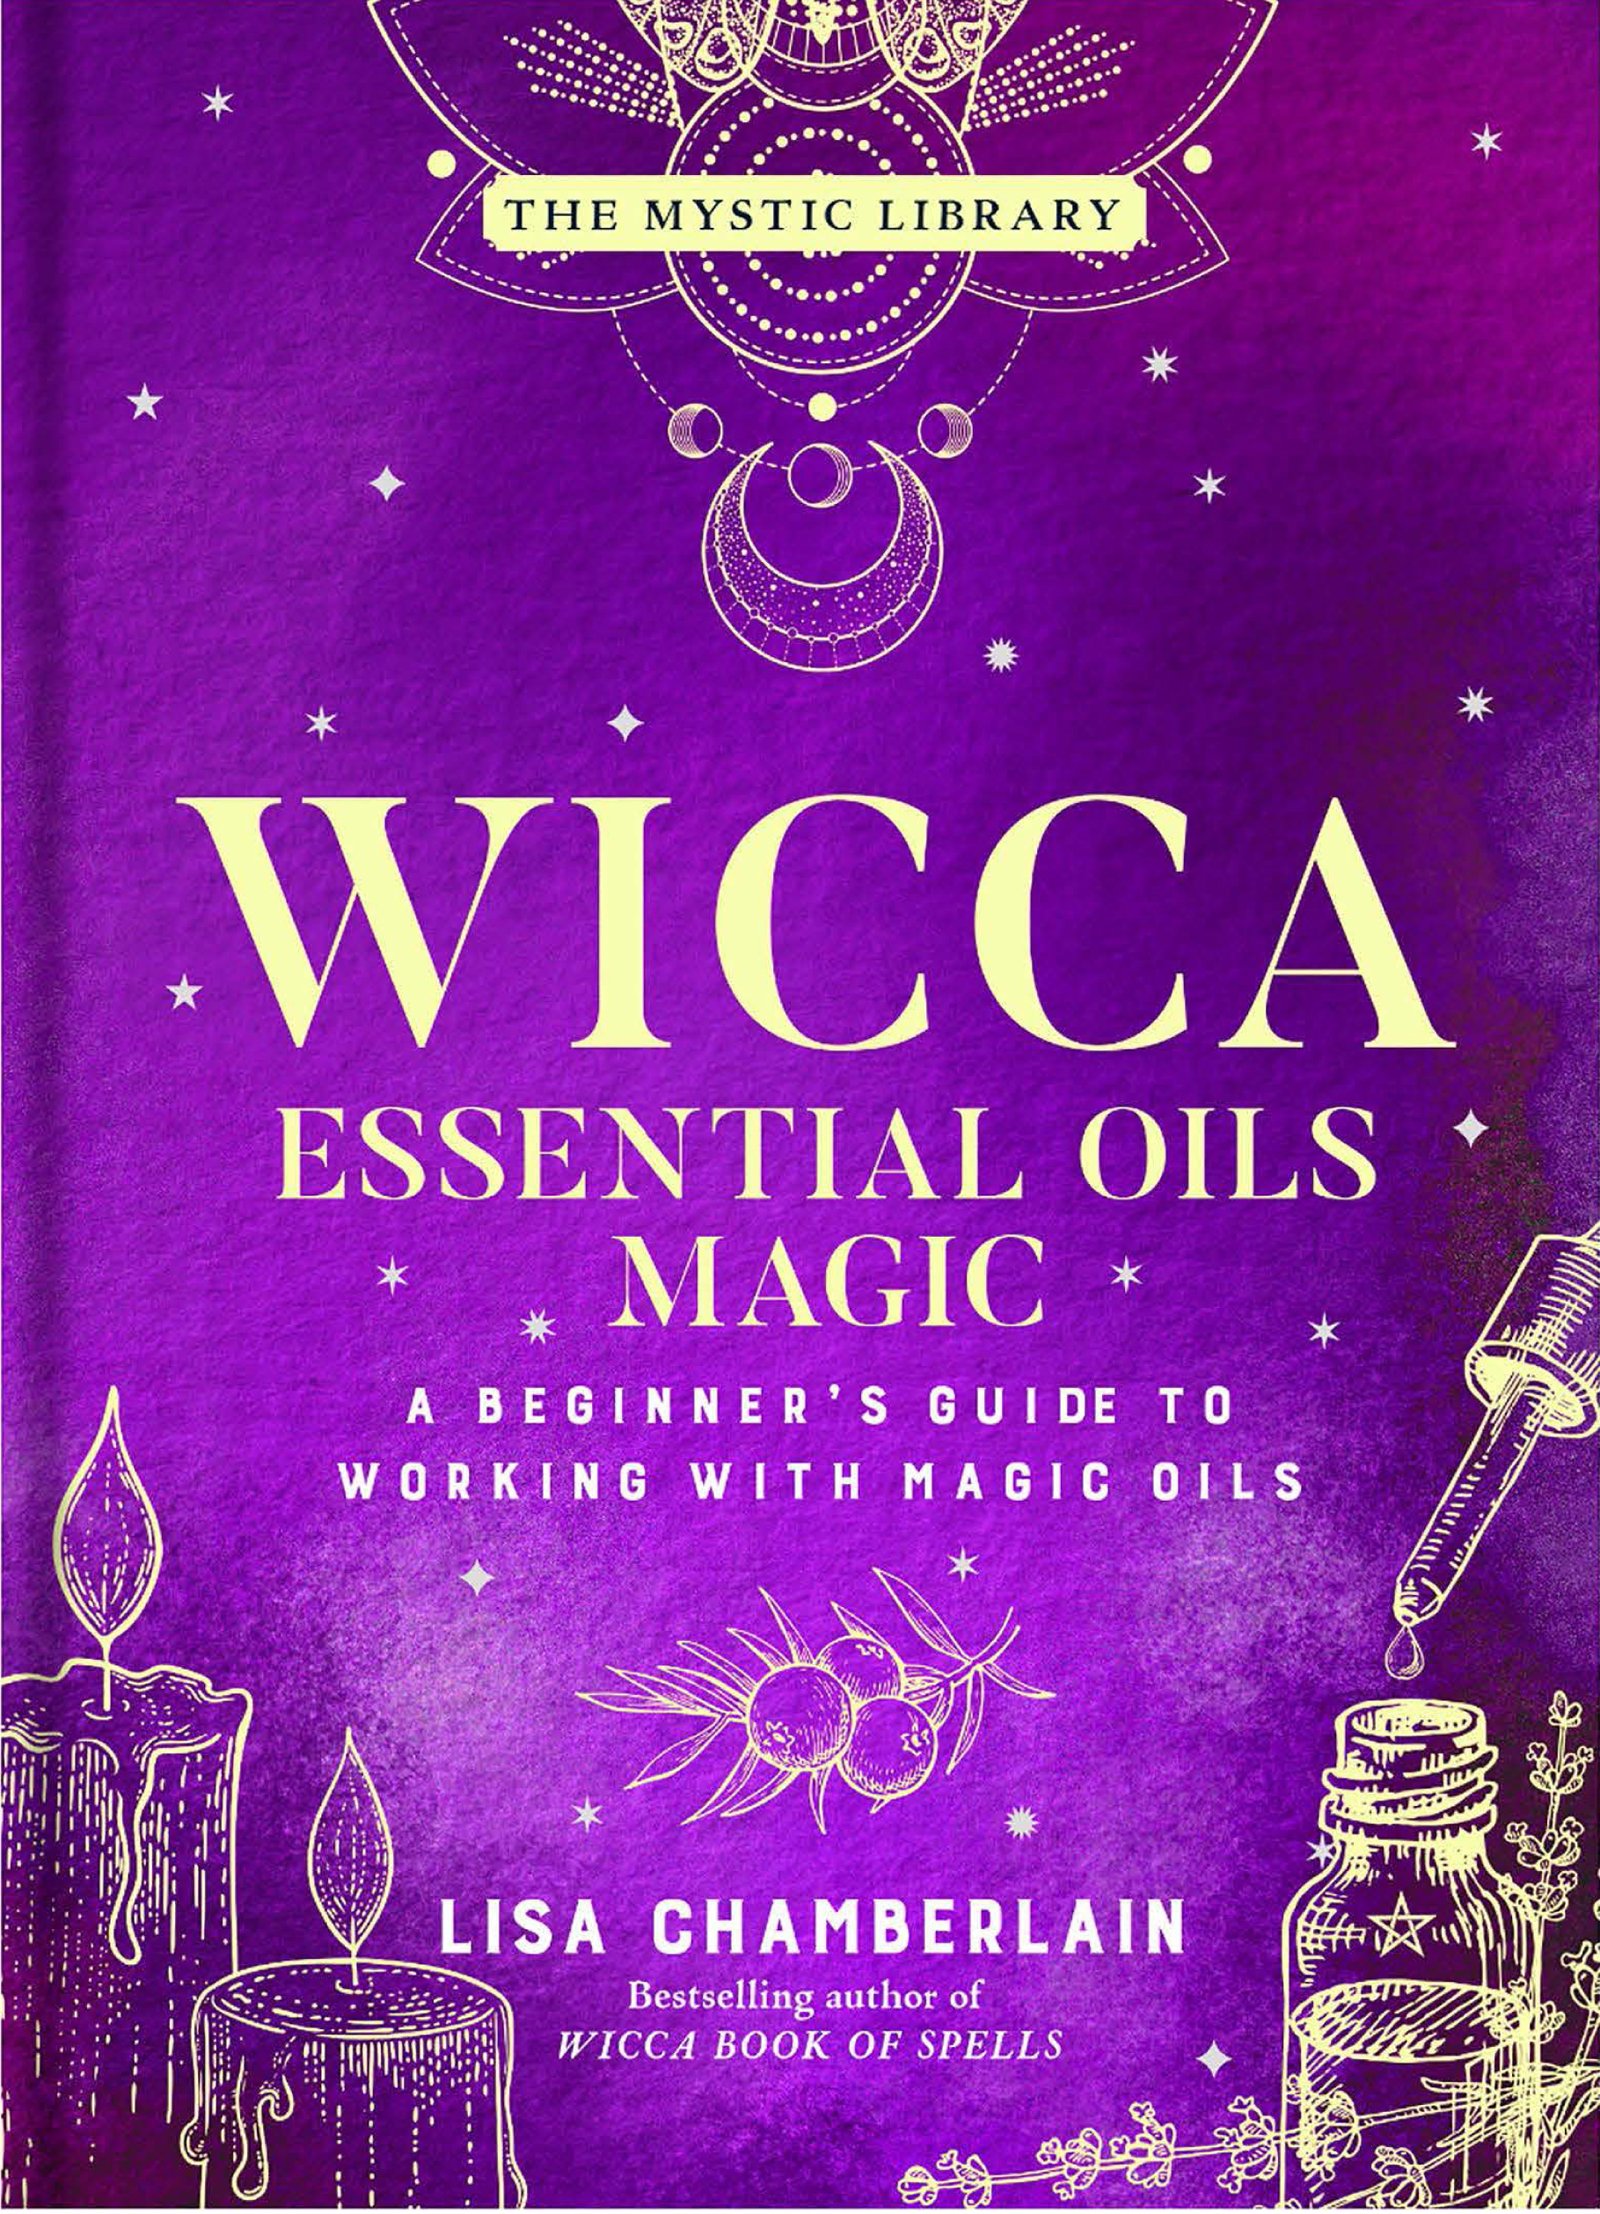 THE MYSTIC LIBRARY
WICCA
ESSENTIAL OILS
MAGIC
A BEGINNER'S GUIDE TO
WORKING WITH MAGIC OILS
LISA CHAMBERLAIN
Bestselling author of
WICCA BOOK OF SPELLS